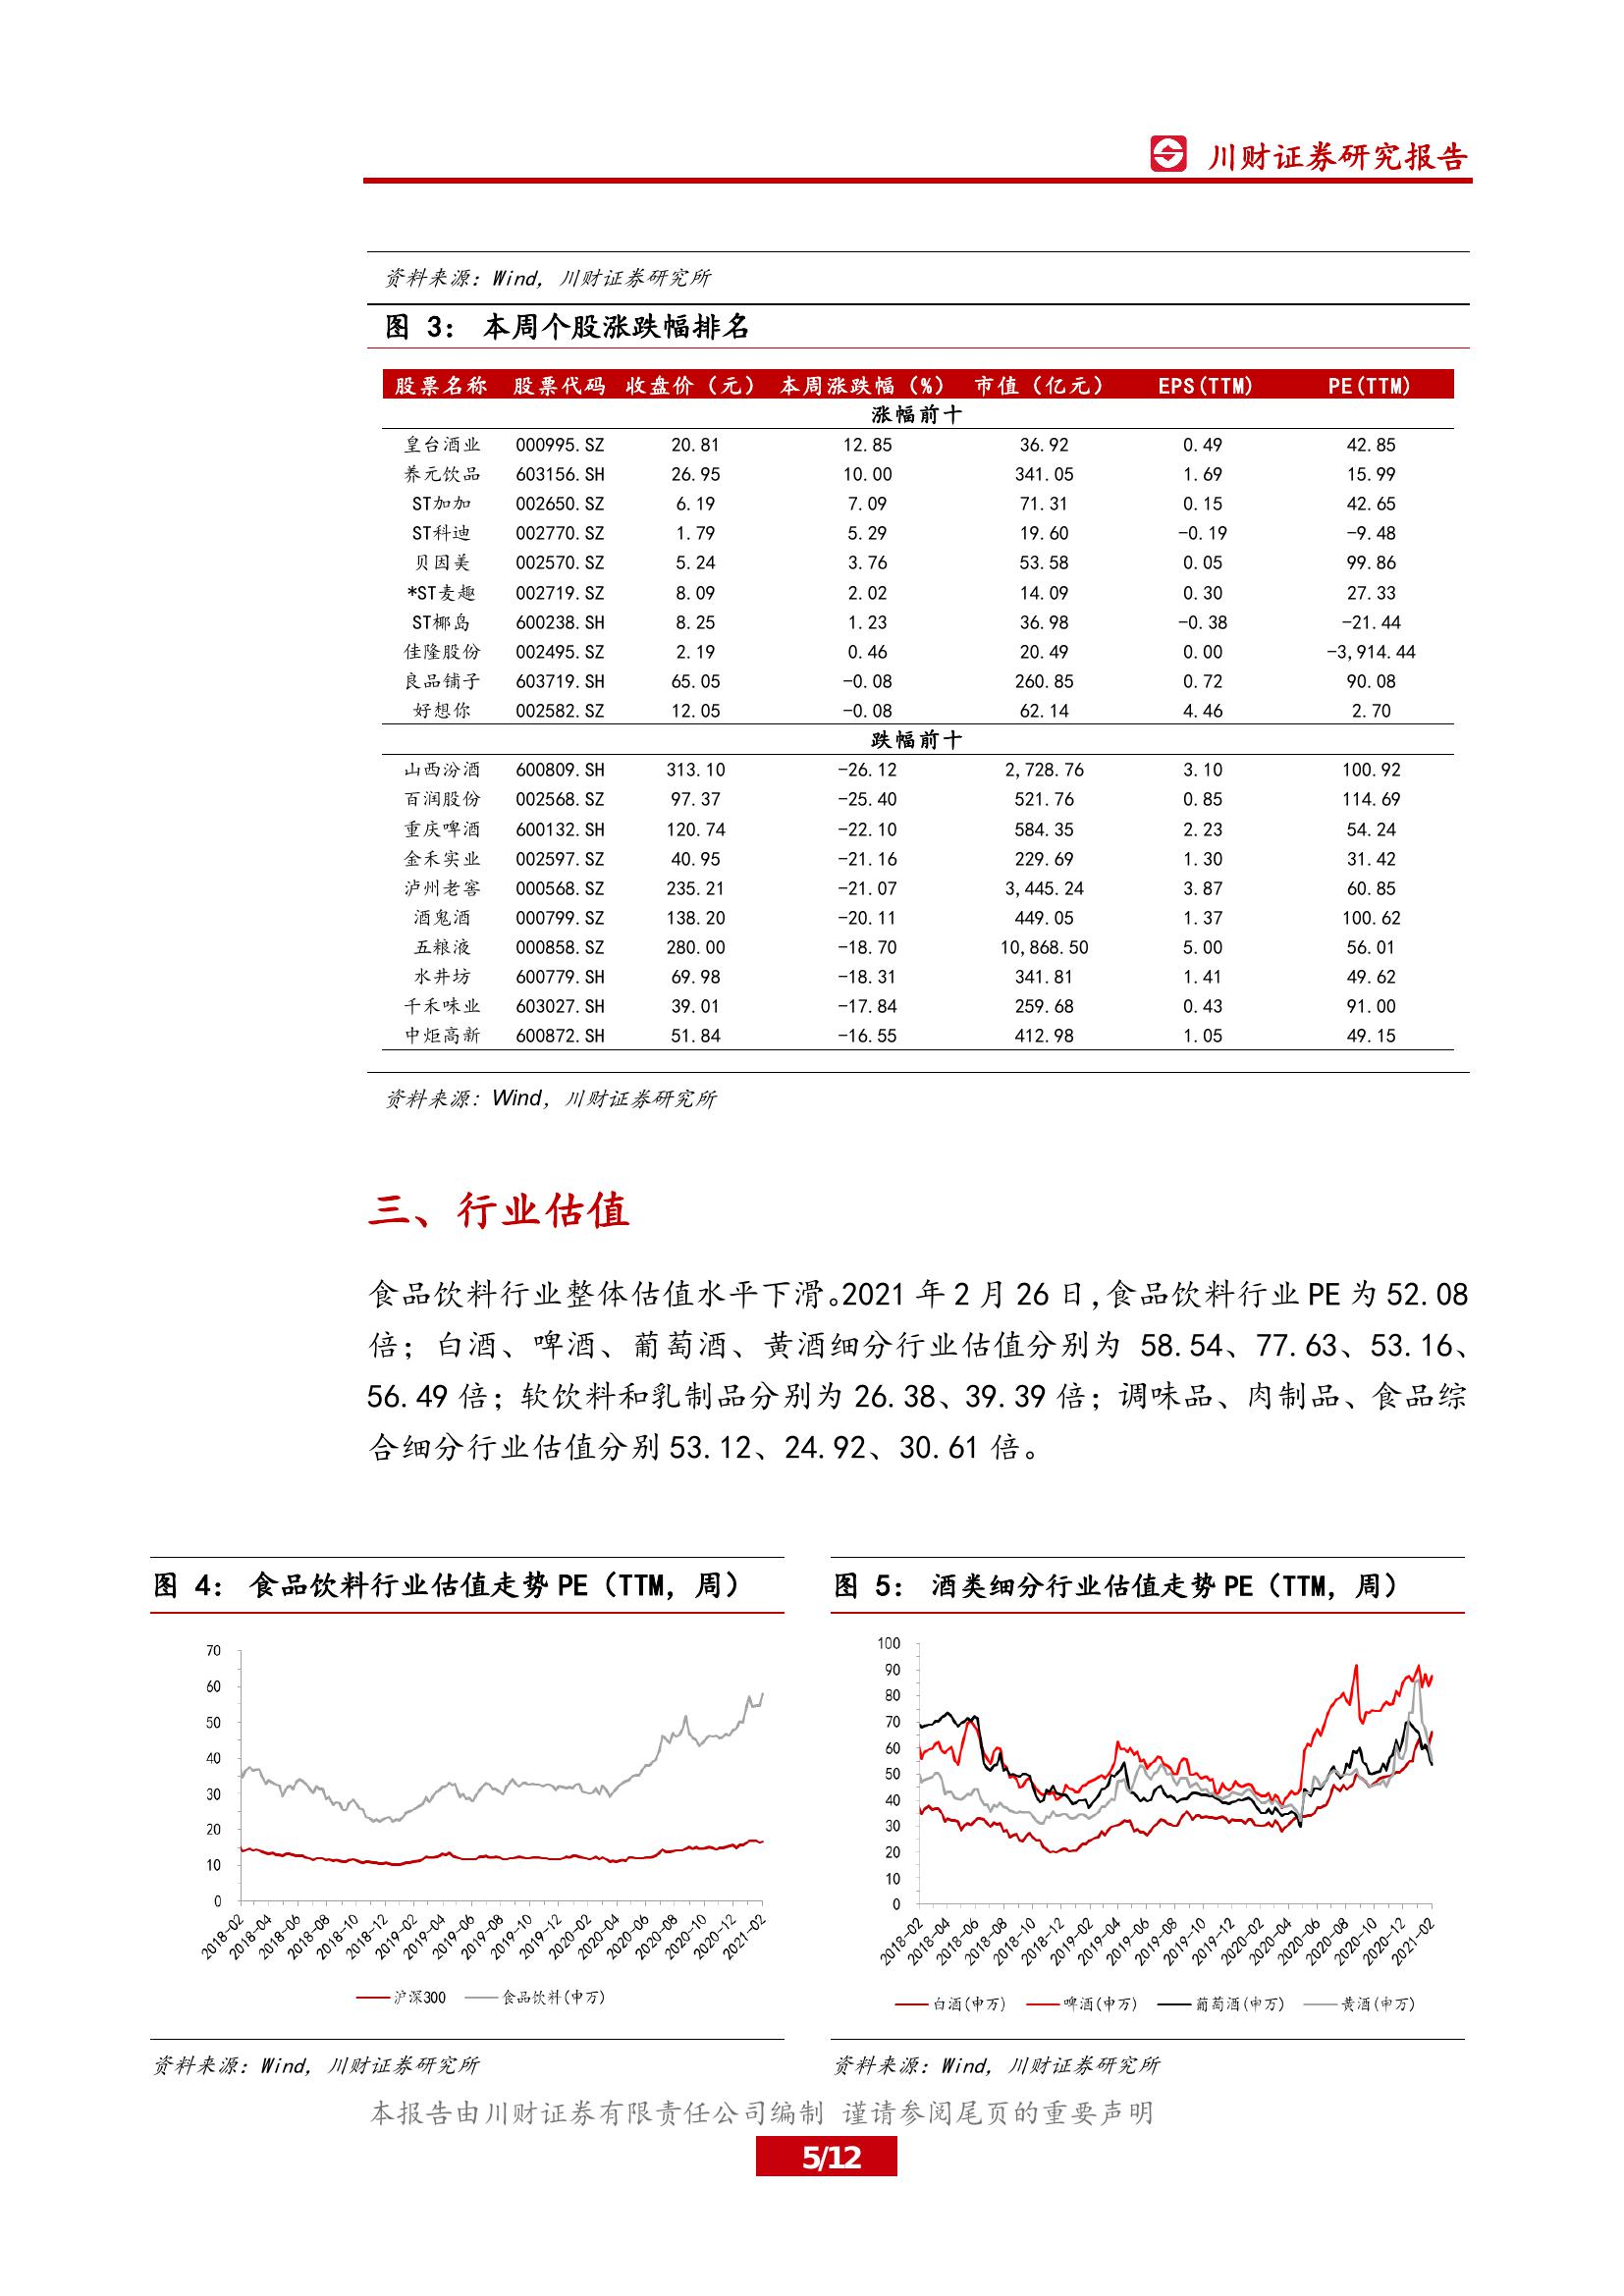 川财证券研究报告
资料来源：Wind, 川财证券研究所
图 3： 本周个股涨跌幅排名
股票名称 股票代码 收盘价（元） 本周涨跌幅（%） 市值（亿元） EPS(TTM) PE(TTM)
涨幅前十
皇台酒业 000995.SZ 20.81 12.85 36.92 0.49 42.85
养元饮品 603156.SH 26.95 10.00 341.05 1.69 15.99
ST加加 002650.SZ 6.19 7.09 71.31 0.15 42.65
ST科迪 002770.SZ 1.79 5.29 19.60 -0.19 -9.48
贝因美 002570.SZ 5.24 3.76 53.58 0.05 99.86
*ST麦趣 002719.SZ 8.09 2.02 14.09 0.30 27.33
ST椰岛 600238.SH 8.25 1.23 36.98 -0.38 -21.44
佳隆股份 002495.SZ 2.19 0.46 20.49 0.00 -3,914.44
良品铺子 603719.SH 65.05 -0.08 260.85 0.72 90.08
好想你 002582.SZ 12.05 -0.08 62.14 4.46 2.70
跌幅前十
山西汾酒 600809.SH 313.10 -26.12 2,728.76 3.10 100.92
百润股份 002568.SZ 97.37 -25.40 521.76 0.85 114.69
重庆啤酒 600132.SH 120.74 -22.10 584.35 2.23 54.24
金禾实业 002597.SZ 40.95 -21.16 229.69 1.30 31.42
泸州老窖 000568.SZ 235.21 -21.07 3,445.24 3.87 60.85
酒鬼酒 000799.SZ 138.20 -20.11 449.05 1.37 100.62
五粮液 000858.SZ 280.00 -18.70 10,868.50 5.00 56.01
水井坊 600779.SH 69.98 -18.31 341.81 1.41 49.62
千禾味业 603027.SH 39.01 -17.84 259.68 0.43 91.00
中炬高新 600872.SH 51.84 -16.55 412.98 1.05 49.15
资料来源：Wind, 川财证券研究所
三、行业估值
食品饮料行业整体估值水平下滑。2021 年 2 月 26 日，食品饮料行业 PE 为 52.08
倍；白酒、啤酒、葡萄酒、黄酒细分行业估值分别为 58.54、77.63、53.16、
56.49 倍；软饮料和乳制品分别为 26.38、39.39 倍；调味品、肉制品、食品综
合细分行业估值分别 53.12、24.92、30.61 倍。
图 4： 食品饮料行业估值走势 PE（TTM，周）
70
60
50
40
30
20
10
0
2018-02 2018-04 2018-06 2018-08 2018-10 2018-12 2019-02 2019-04 2019-06 2019-08 2019-10 2019-12 2020-02 2020-04 2020-06 2020-08 2020-10 2020-12 2021-02
沪深300 食品饮料(申万)
资料来源：Wind, 川财证券研究所
图 5： 酒类细分行业估值走势 PE（TTM，周）
100
90
80
70
60
50
40
30
20
10
0
2018-02 2018-04 2018-06 2018-08 2018-10 2018-12 2019-02 2019-04 2019-06 2019-08 2019-10 2019-12 2020-02 2020-04 2020-06 2020-08 2020-10 2020-12 2021-02
白酒(申万) 啤酒(申万) 葡萄酒(申万) 黄酒(申万)
资料来源：Wind, 川财证券研究所
本报告由川财证券有限责任公司编制 谨请参阅尾页的重要声明
5/12